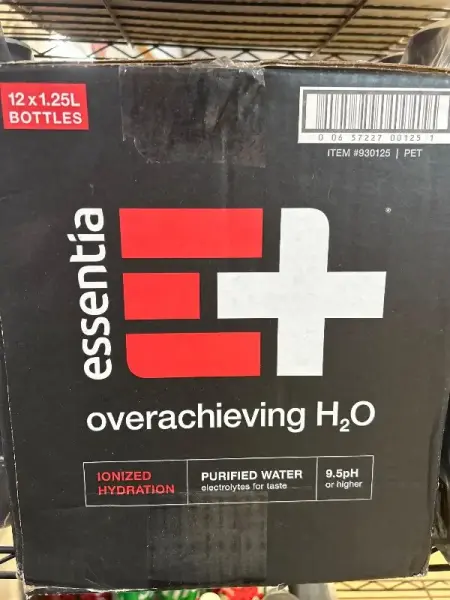 12 x 1.25L
BOTTLES
0 06 57227 00125 1
ITEM #930125 | PET
essentia
E+
overachieving H₂O
IONIZED
HYDRATION
PURIFIED WATER
electrolytes for taste
9.5pH
or higher